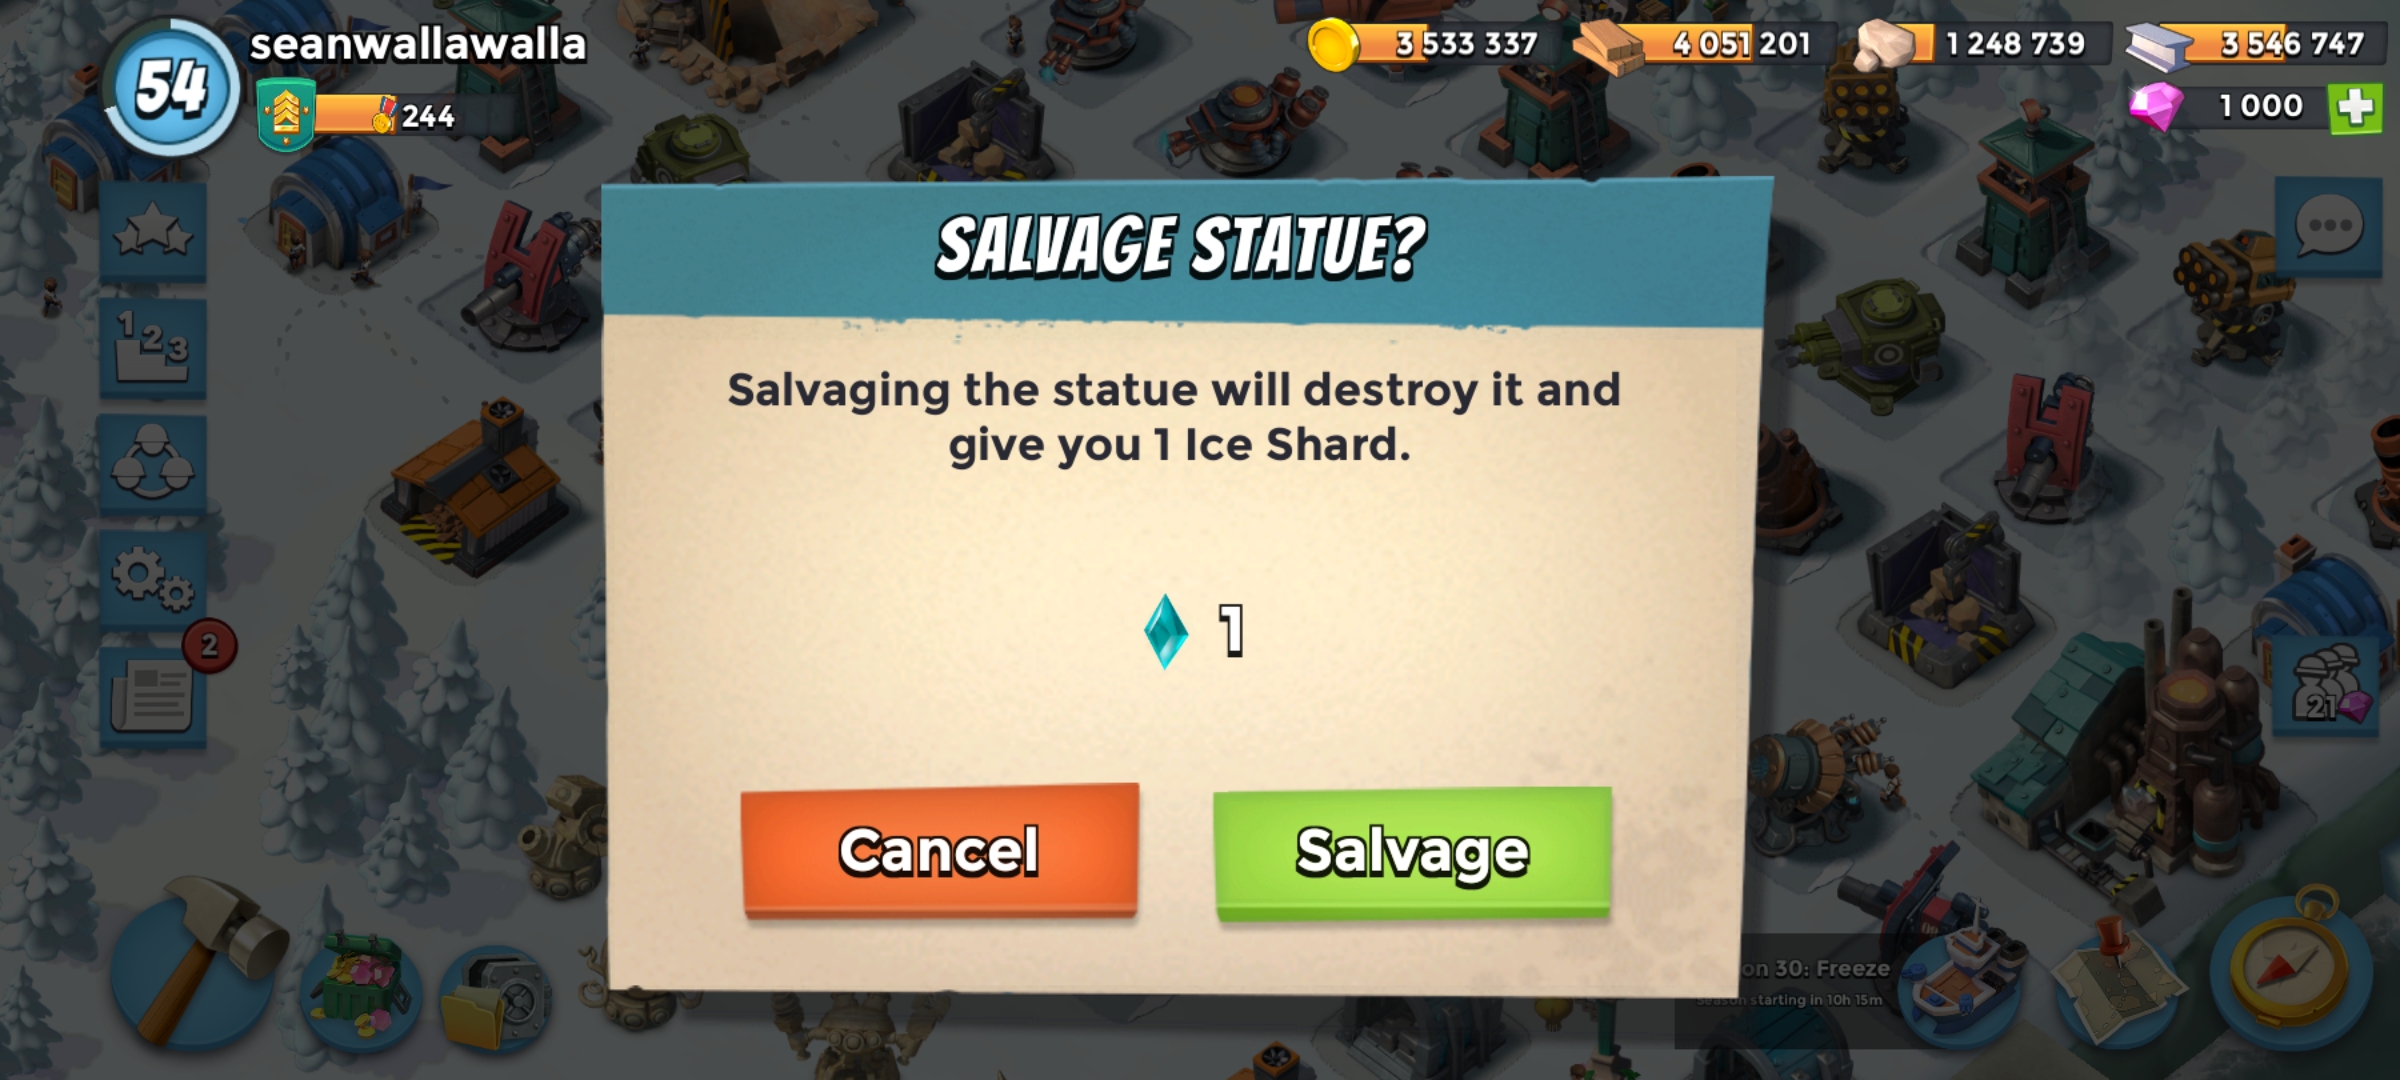 54
seanwallawalla
244
3 533 337
4 051 201
1 248 739
3 546 747
1 000
SALVAGE STATUE?
Salvaging the statue will destroy it and
give you 1 Ice Shard.
1
Cancel
Salvage
1 2 3
2
21
on 30: Freeze
Season starting in 10h 15m